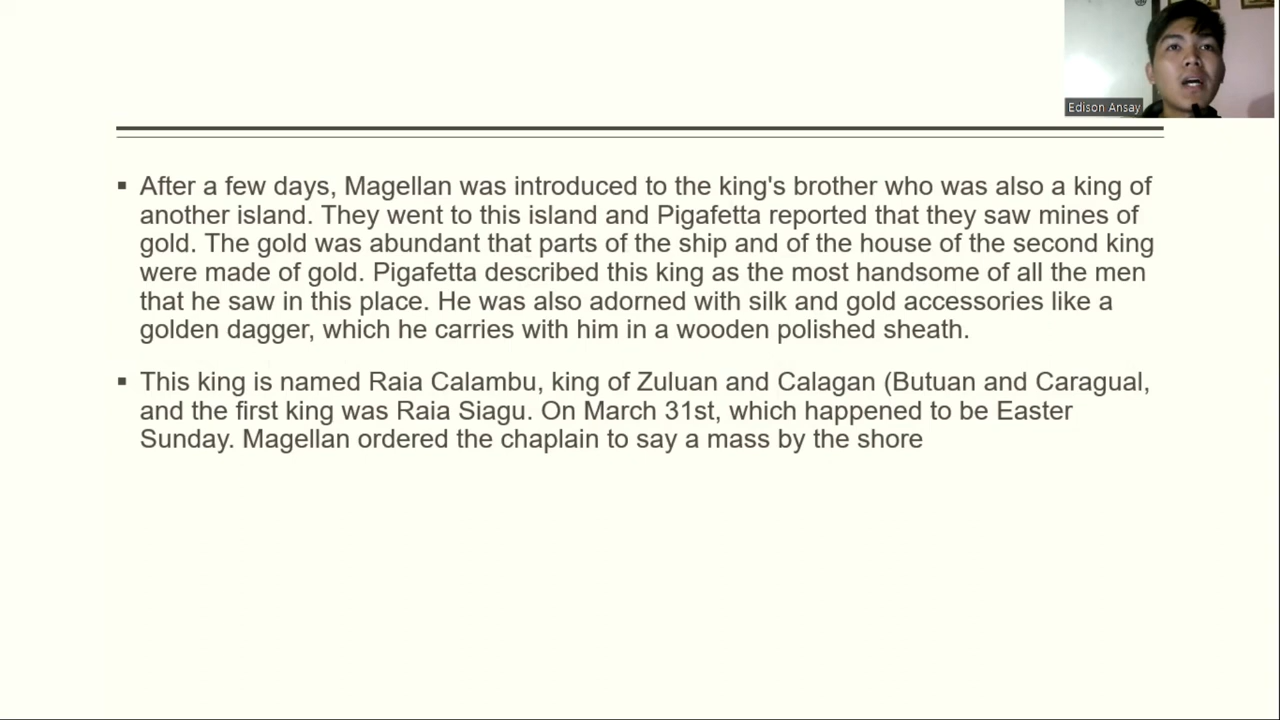 Edison Ansay
▪ After a few days, Magellan was introduced to the king's brother who was also a king of
another island. They went to this island and Pigafetta reported that they saw mines of
gold. The gold was abundant that parts of the ship and of the house of the second king
were made of gold. Pigafetta described this king as the most handsome of all the men
that he saw in this place. He was also adorned with silk and gold accessories like a
golden dagger, which he carries with him in a wooden polished sheath.
▪ This king is named Raia Calambu, king of Zuluan and Calagan (Butuan and Caragual,
and the first king was Raia Siagu. On March 31st, which happened to be Easter
Sunday. Magellan ordered the chaplain to say a mass by the shore